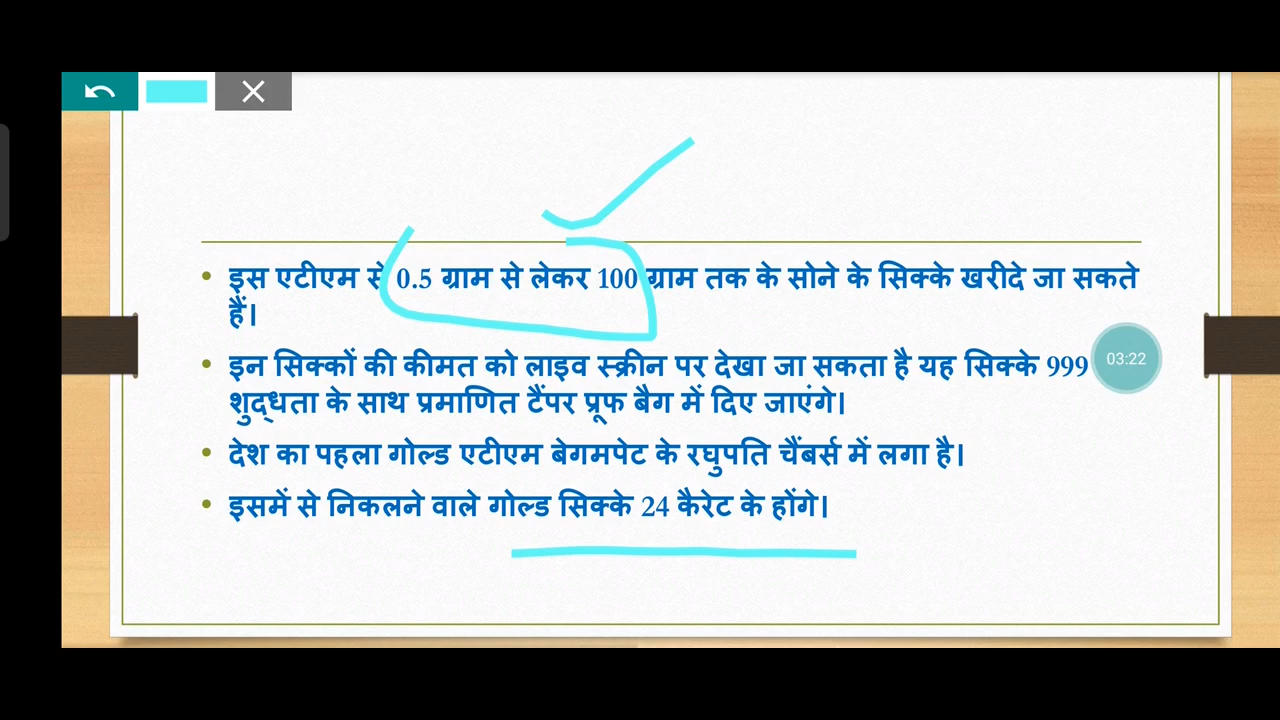 इस एटीएम से 0.5 ग्राम से लेकर 100 ग्राम तक के सोने के सिक्के खरीदे जा सकते
हैं।
इन सिक्कों की कीमत को लाइव स्क्रीन पर देखा जा सकता है यह सिक्के 999
03:22
शुद्धता के साथ प्रमाणित टैंपर प्रूफ बैग में दिए जाएंगे।
देश का पहला गोल्ड एटीएम बेगमपेट के रघुपति चैंबर्स में लगा है।
इसमें से निकलने वाले गोल्ड सिक्के 24 कैरेट के होंगे।